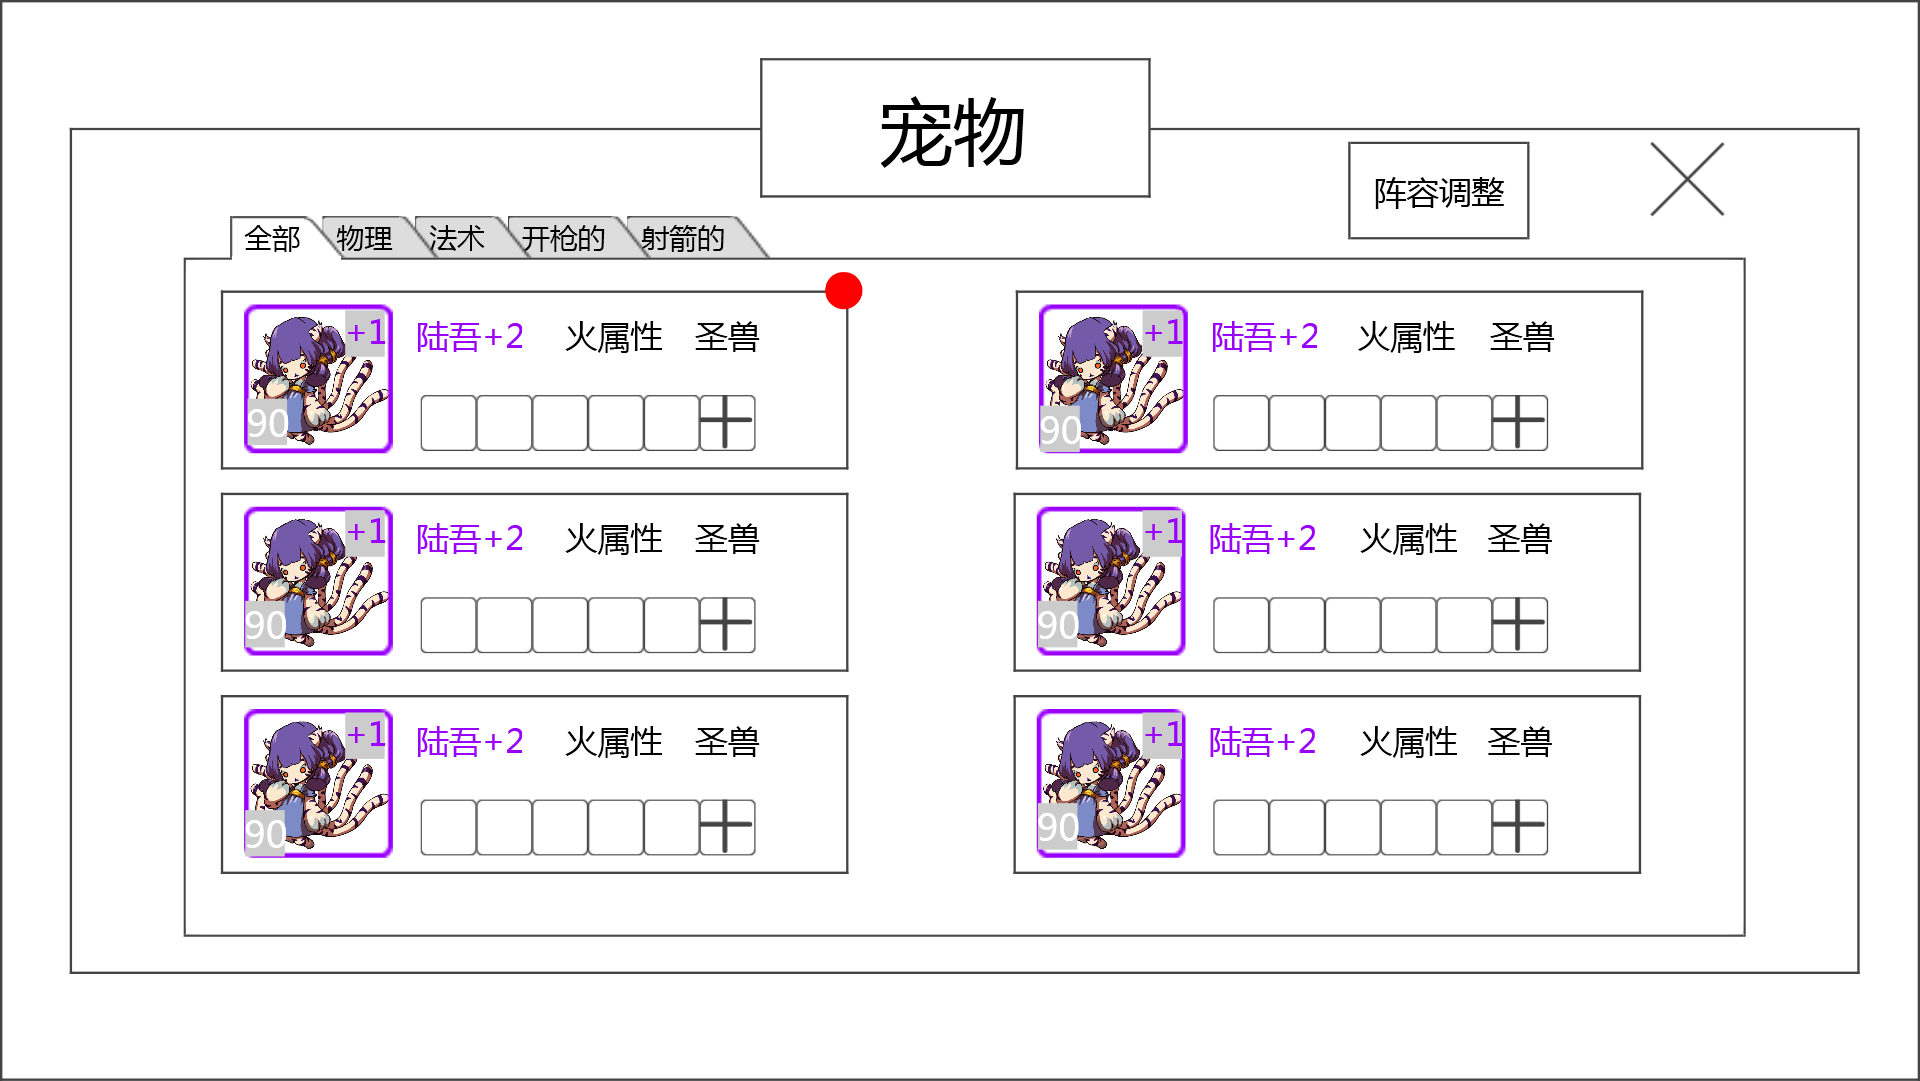 宠物
阵容调整
全部 物理 法术 开枪的 射箭的
+1 陆吾+2 火属性 圣兽
90
+1 陆吾+2 火属性 圣兽
90
+1 陆吾+2 火属性 圣兽
90
+1 陆吾+2 火属性 圣兽
90
+1 陆吾+2 火属性 圣兽
90
+1 陆吾+2 火属性 圣兽
90